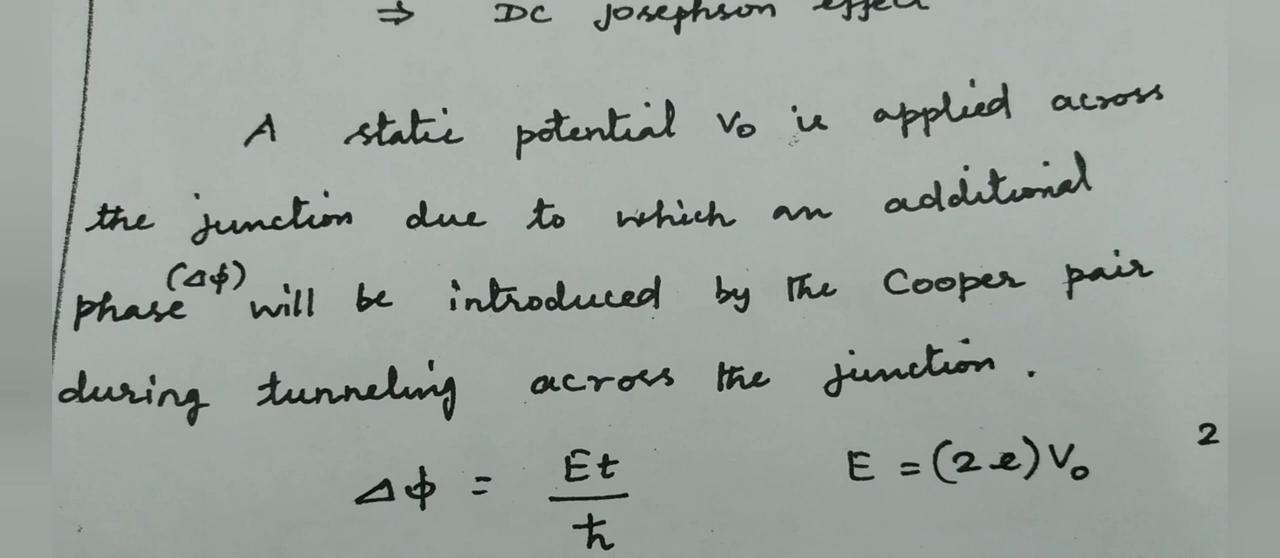 ⇒ DC Josephson effect
A static potential V₀ is applied across
the junction due to which an additional
phase (Δϕ) will be introduced by the Cooper pair
during tunneling across the junction.
Δϕ = Et/ħ E = (2e)V₀ 2